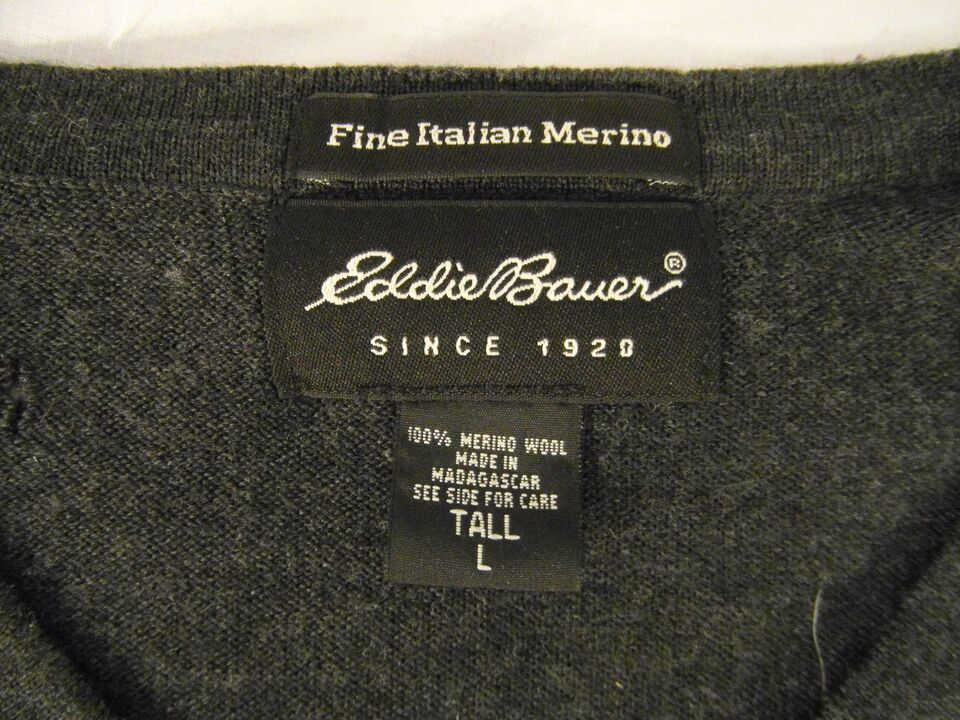 Fine Italian Merino
Eddie Bauer®
SINCE 1920
100% MERINO WOOL
MADE IN
MADAGASCAR
SEE SIDE FOR CARE
TALL
L